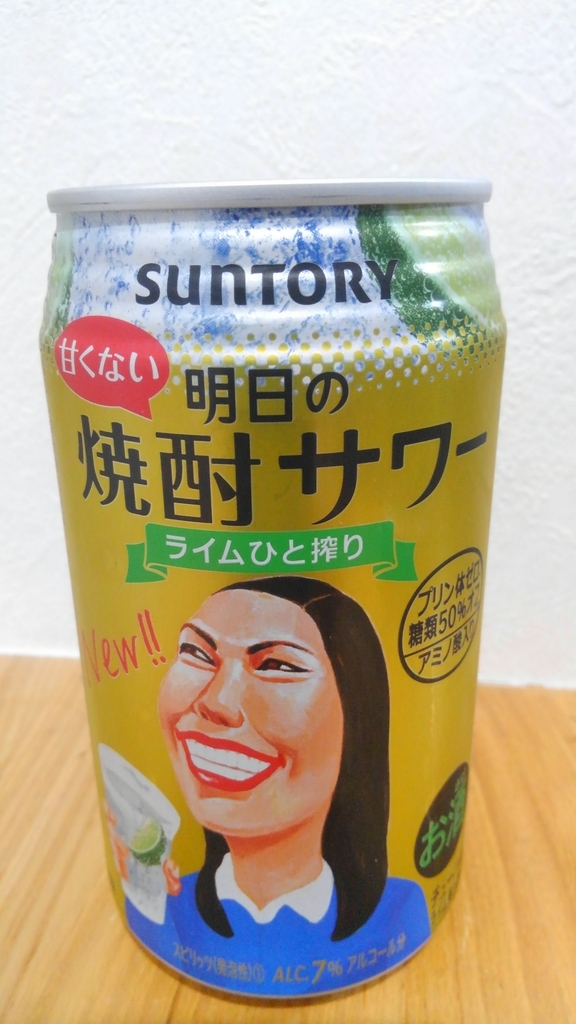 SUNTORY
甘くない
明日の
焼酎サワー
ライムひと搾り
New!!
プリン体ゼロ
糖類50%オフ
アミノ酸入り
お酒
スピリッツ(発泡性)① ALC.7% アルコール分